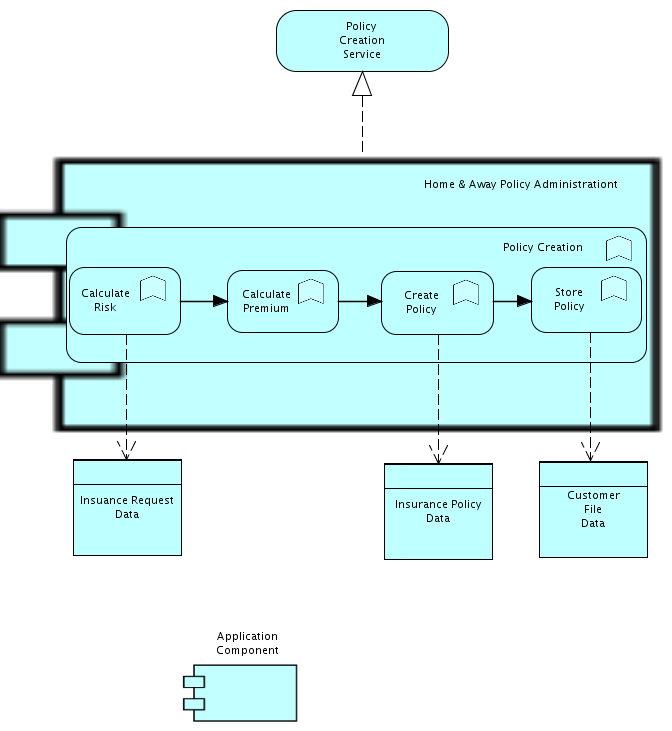 Policy
Creation
Service
Home & Away Policy Administrationt
Policy Creation
Calculate
Risk
Calculate
Premium
Create
Policy
Store
Policy
Insuance Request
Data
Insurance Policy
Data
Customer
File
Data
Application
Component